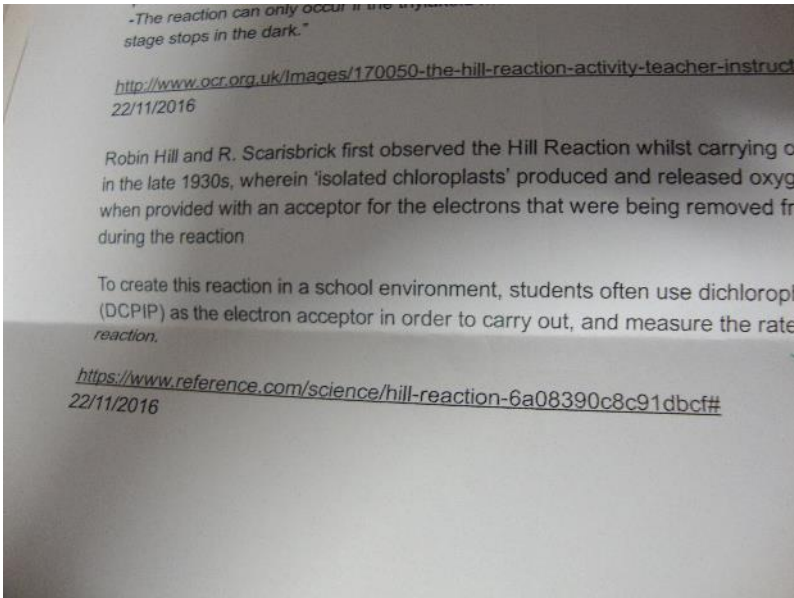 -The reaction can only occur if the
stage stops in the dark."
http://www.ocr.org.uk/Images/170050-the-hill-reaction-activity-teacher-instruct
22/11/2016
Robin Hill and R. Scarisbrick first observed the Hill Reaction whilst carrying
in the late 1930s, wherein 'isolated chloroplasts' produced and released oxyg
when provided with an acceptor for the electrons that were being removed fr
during the reaction
To create this reaction in a school environment, students often use dichlorop
(DCPIP) as the electron acceptor in order to carry out, and measure the rate
reaction.
https://www.reference.com/science/hill-reaction-6a08390c8c91dbcf#
22/11/2016